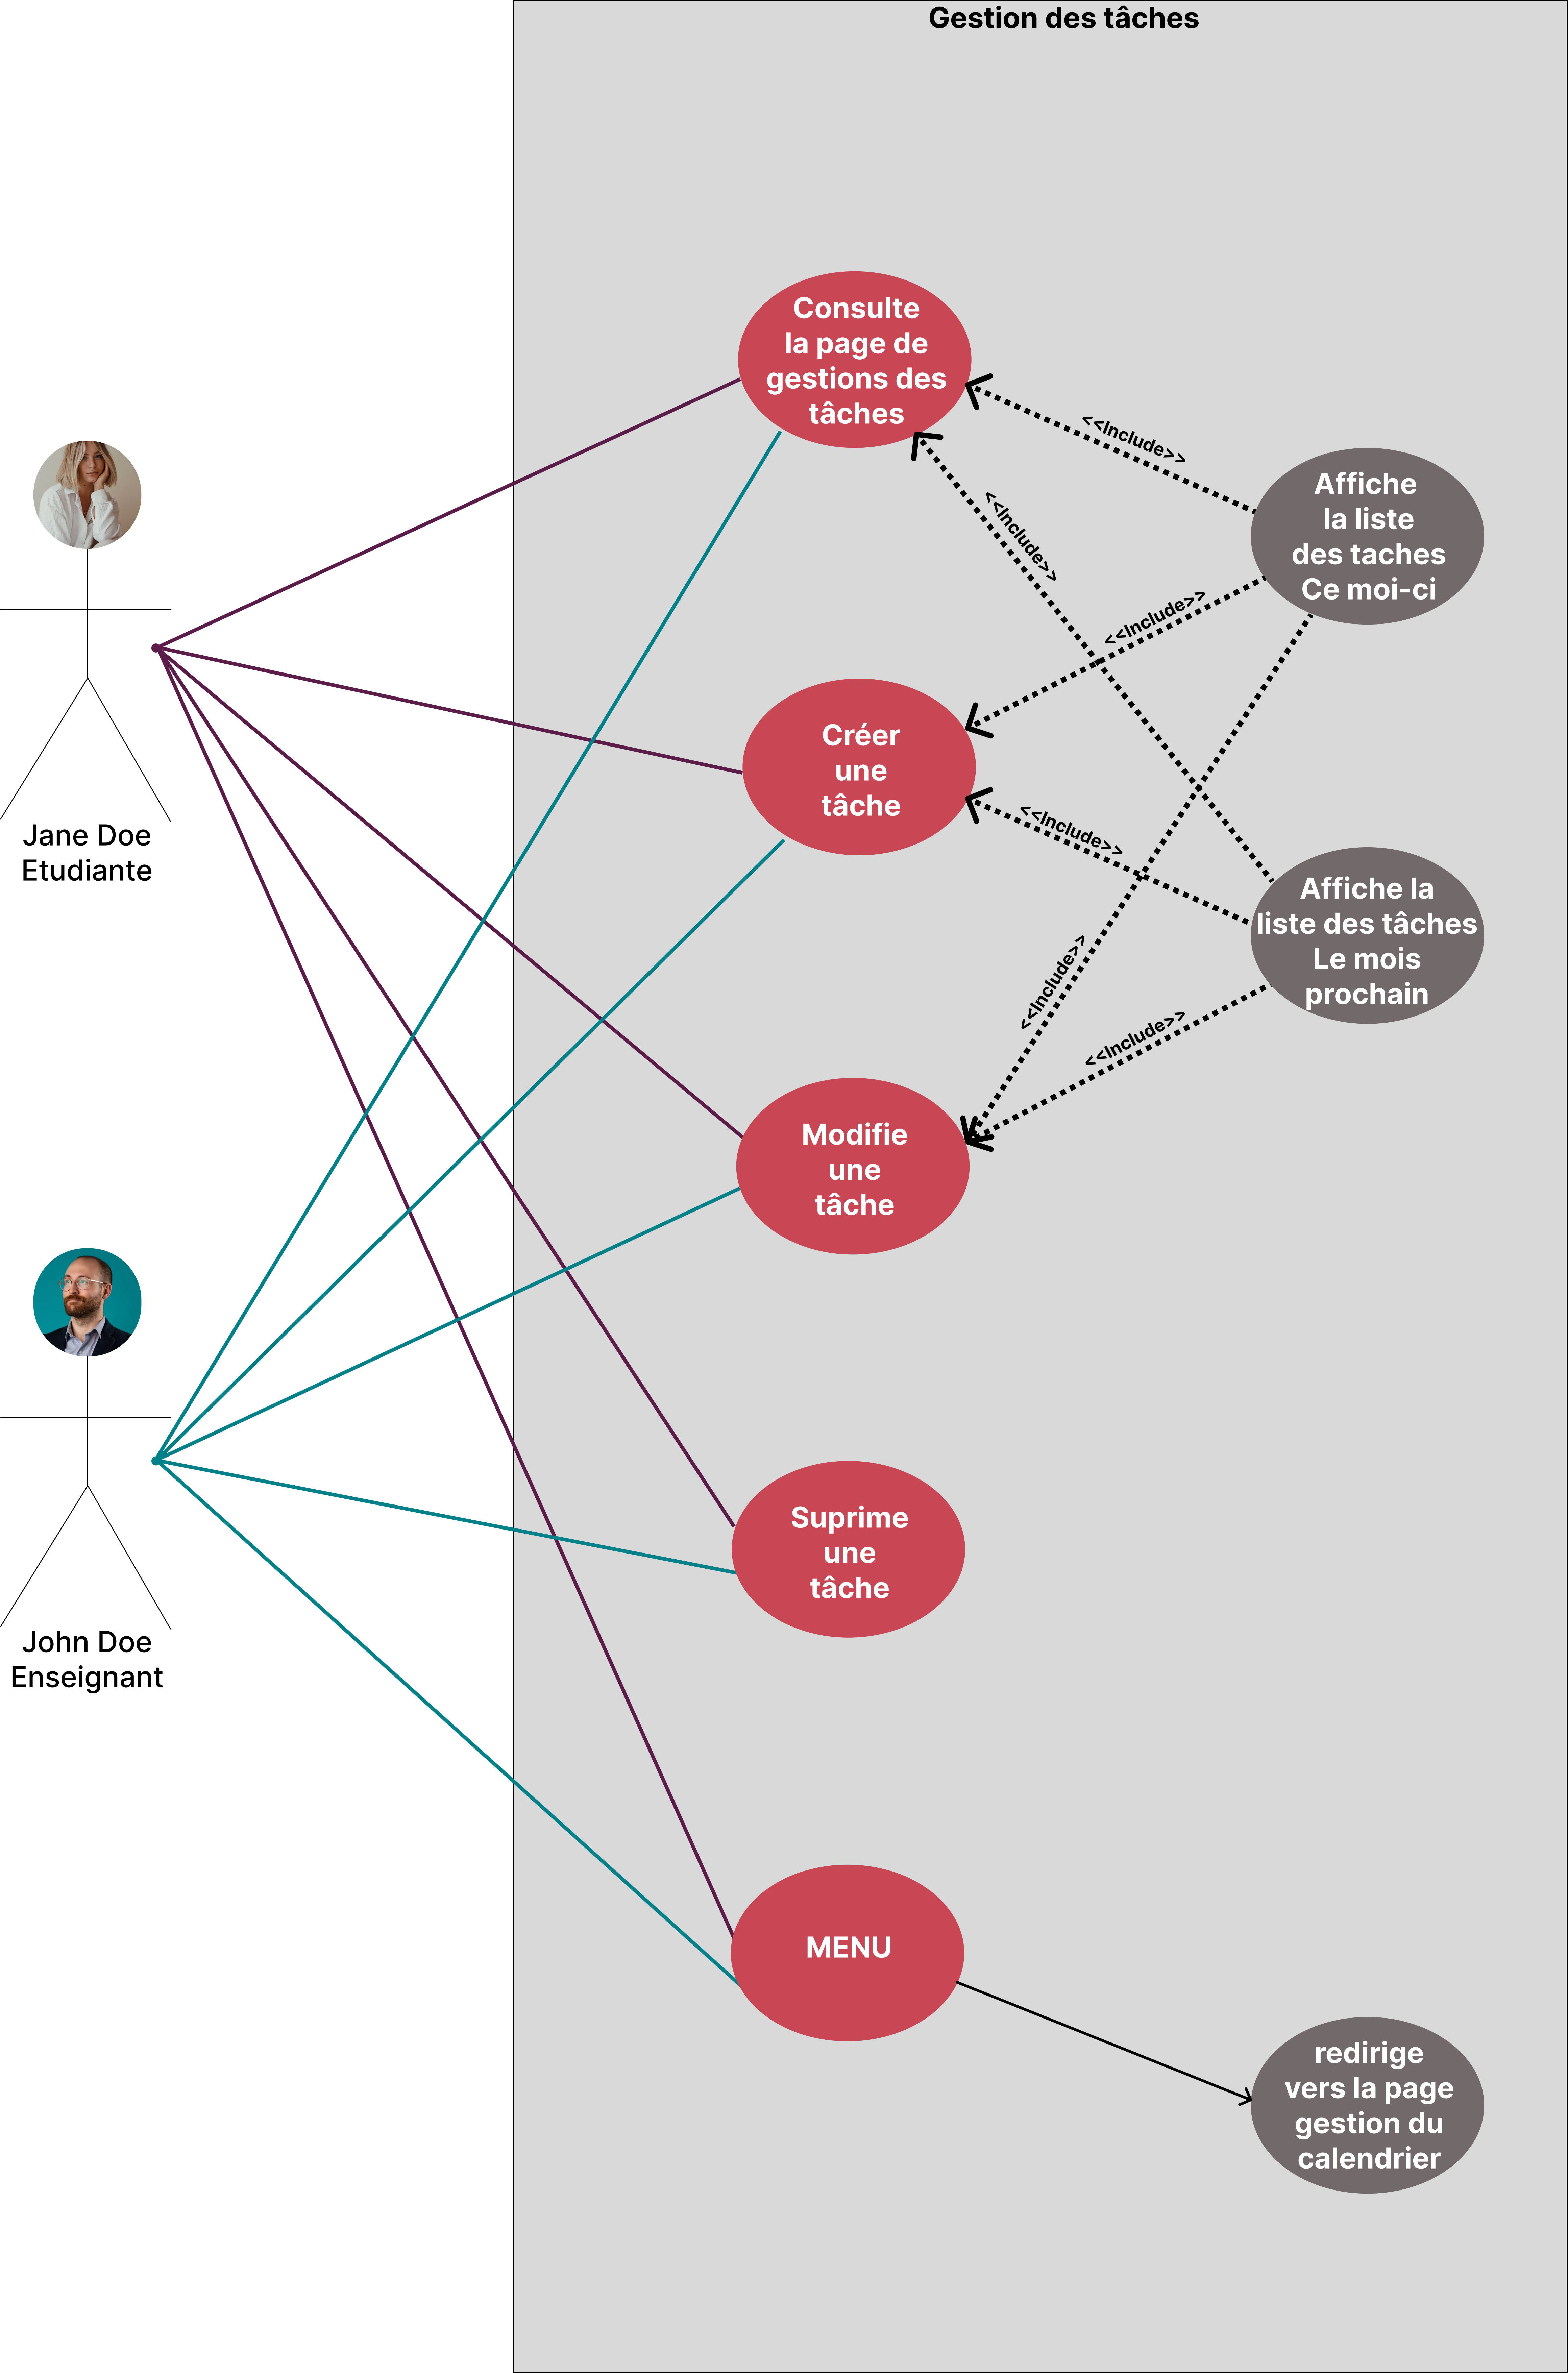 Gestion des tâches
Consulte
la page de
gestions des
tâches
<<Include>>
Affiche
la liste
des taches
Ce moi-ci
<<Include>>
<<Include>>
Créer
une
tâche
<<Include>>
Jane Doe
Etudiante
Affiche la
liste des tâches
Le mois
prochain
<<Include>>
<<Include>>
Modifie
une
tâche
Suprime
une
tâche
John Doe
Enseignant
MENU
redirige
vers la page
gestion du
calendrier